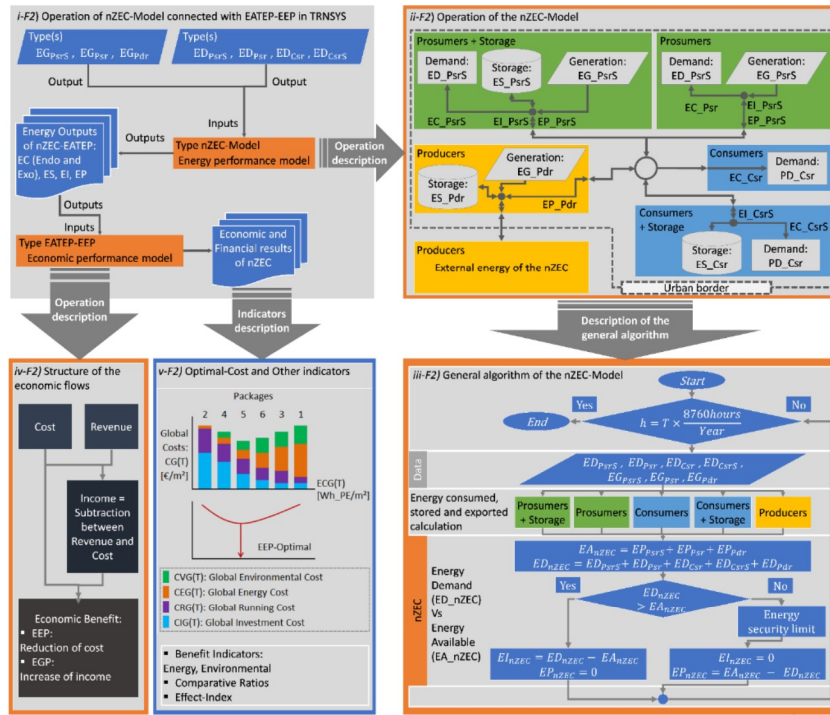 i-F2) Operation of nZEC-Model connected with EATEP-EEP in TRNSYS
Type(s)
EG_PsrS , EG_Psr , EG_Pdr
Type(s)
ED_PsrS , ED_Psr , ED_Csr , ED_CsrS
Output
Output
Inputs
Energy Outputs
of nZEC-EATEP:
EC (Endo and
Exo), ES, EI, EP
Outputs
Type nZEC-Model
Energy performance model
Operation
description
Outputs
Inputs
Type EATEP-EEP
Economic performance model
Economic and
Financial results
of nZEC
Operation
description
Indicators
description
ii-F2) Operation of the nZEC-Model
Prosumers + Storage
Demand:
ED_PsrS
Storage:
ES_PsrS
Generation:
EG_PsrS
EC_PsrS
EI_PsrS
EP_PsrS
Prosumers
Demand:
ED_PsrS
Generation:
EG_PsrS
EC_Psr
EI_PsrS
EP_PsrS
Producers
Generation:
EG_Pdr
Storage:
ES_Pdr
EP_Pdr
Consumers
Demand:
PD_Csr
EC_Csr
EI_CsrS
EC_CsrS
Consumers
+ Storage
Storage:
ES_Csr
Demand:
PD_Csr
Producers
External energy of the nZEC
Urban border
Description of the
general algorithm
iv-F2) Structure of the
economic flows
Cost
Revenue
Income =
Subtraction
between
Revenue and
Cost
Economic Benefit:
▪ EEP:
Reduction of cost
▪ EGP:
Increase of income
v-F2) Optimal-Cost and Other indicators
Packages
2 4 5 6 3 1
Global
Costs:
CG(T)
[€/m²]
ECG(T)
[Wh_PE/m²]
EEP-Optimal
CVG(T): Global Environmental Cost
CEG(T): Global Energy Cost
CRG(T): Global Running Cost
CIG(T): Global Investment Cost
▪ Benefit Indicators:
Energy, Environmental
▪ Comparative Ratios
▪ Effect-Index
iii-F2) General algorithm of the nZEC-Model
Start
Yes
No
End
h = T × 8760hours/Year
Data
ED_PsrS , ED_Psr , ED_Csr , ED_CsrS ,
EG_PsrS , EG_Psr , EG_Pdr
Energy consumed,
stored and exported
calculation
Prosumers
+ Storage
Prosumers
Consumers
Consumers
+ Storage
Producers
nZEC
EA_nZEC = EP_PsrS + EP_Psr + EP_Pdr
ED_nZEC = ED_PsrS + ED_Psr + ED_Csr + ED_CsrS + ED_Pdr
Energy
Demand
(ED_nZEC)
Vs
Energy
Available
(EA_nZEC)
Yes
No
ED_nZEC
> EA_nZEC
Energy
security limit
EI_nZEC = ED_nZEC − EA_nZEC
EP_nZEC = 0
EI_nZEC = 0
EP_nZEC = EA_nZEC − ED_nZEC